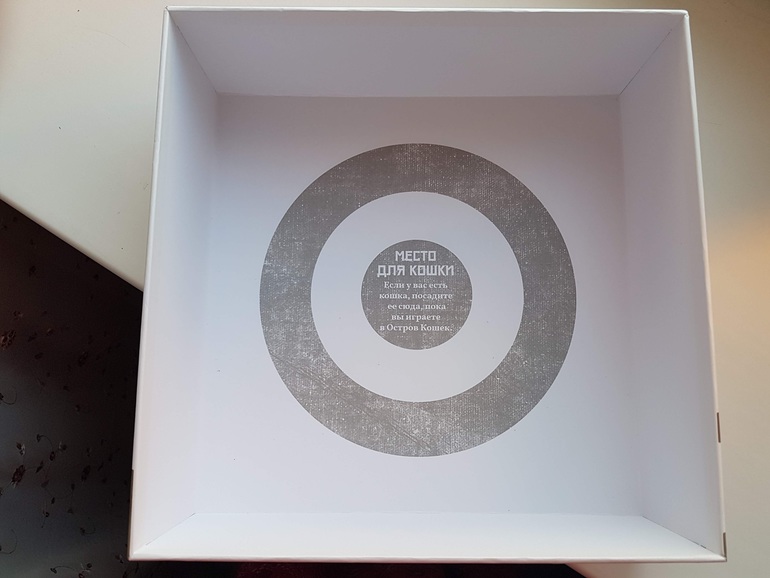 МЕСТО
ДЛЯ КОШКИ
Если у вас есть
кошка, посадите
ее сюда, пока
вы играете
в Остров Кошек.